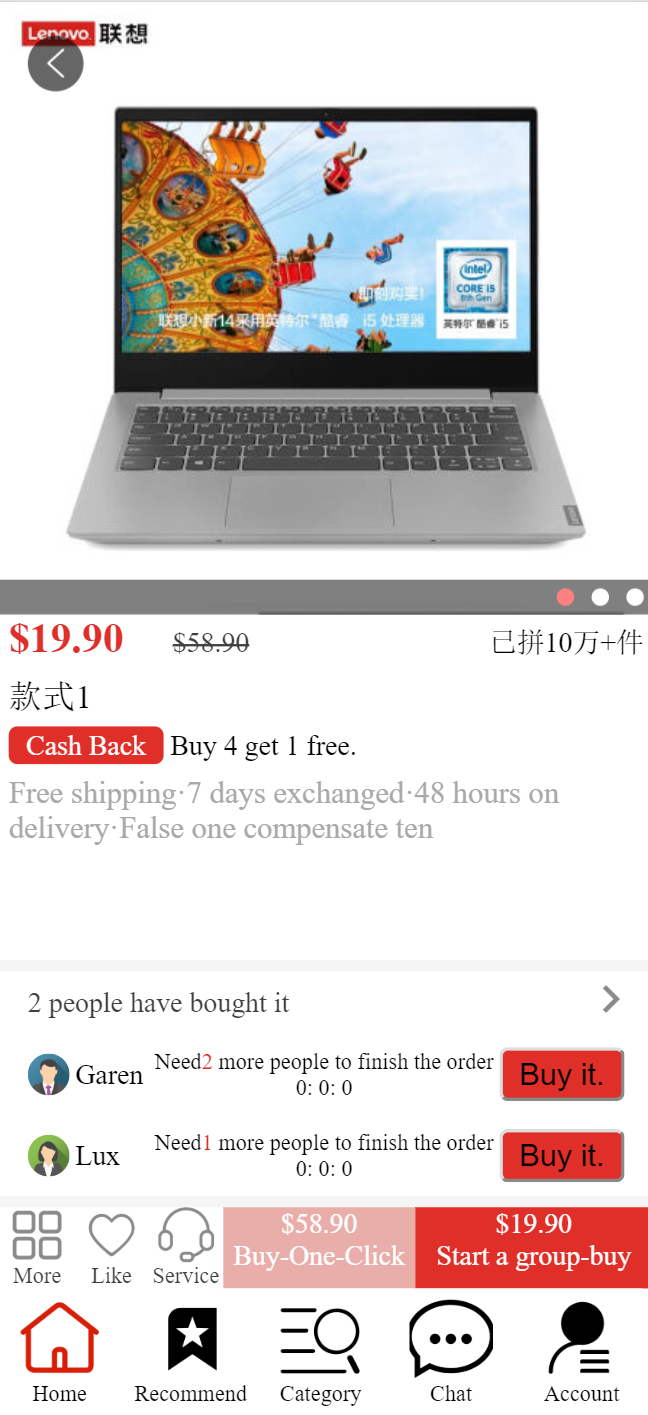 Lenovo 联想
intel
CORE i5
8th Gen
英特尔 酷睿 i5
即刻购买!
联想小新14采用英特尔®酷睿 i5 处理器
$19.90 $58.90 已拼10万+件
款式1
Cash Back Buy 4 get 1 free.
Free shipping·7 days exchanged·48 hours on
delivery·False one compensate ten
2 people have bought it
Garen Need2 more people to finish the order Buy it.
0: 0: 0
Lux Need1 more people to finish the order Buy it.
0: 0: 0
$58.90 $19.90
Buy-One-Click Start a group-buy
More Like Service
Home Recommend Category Chat Account